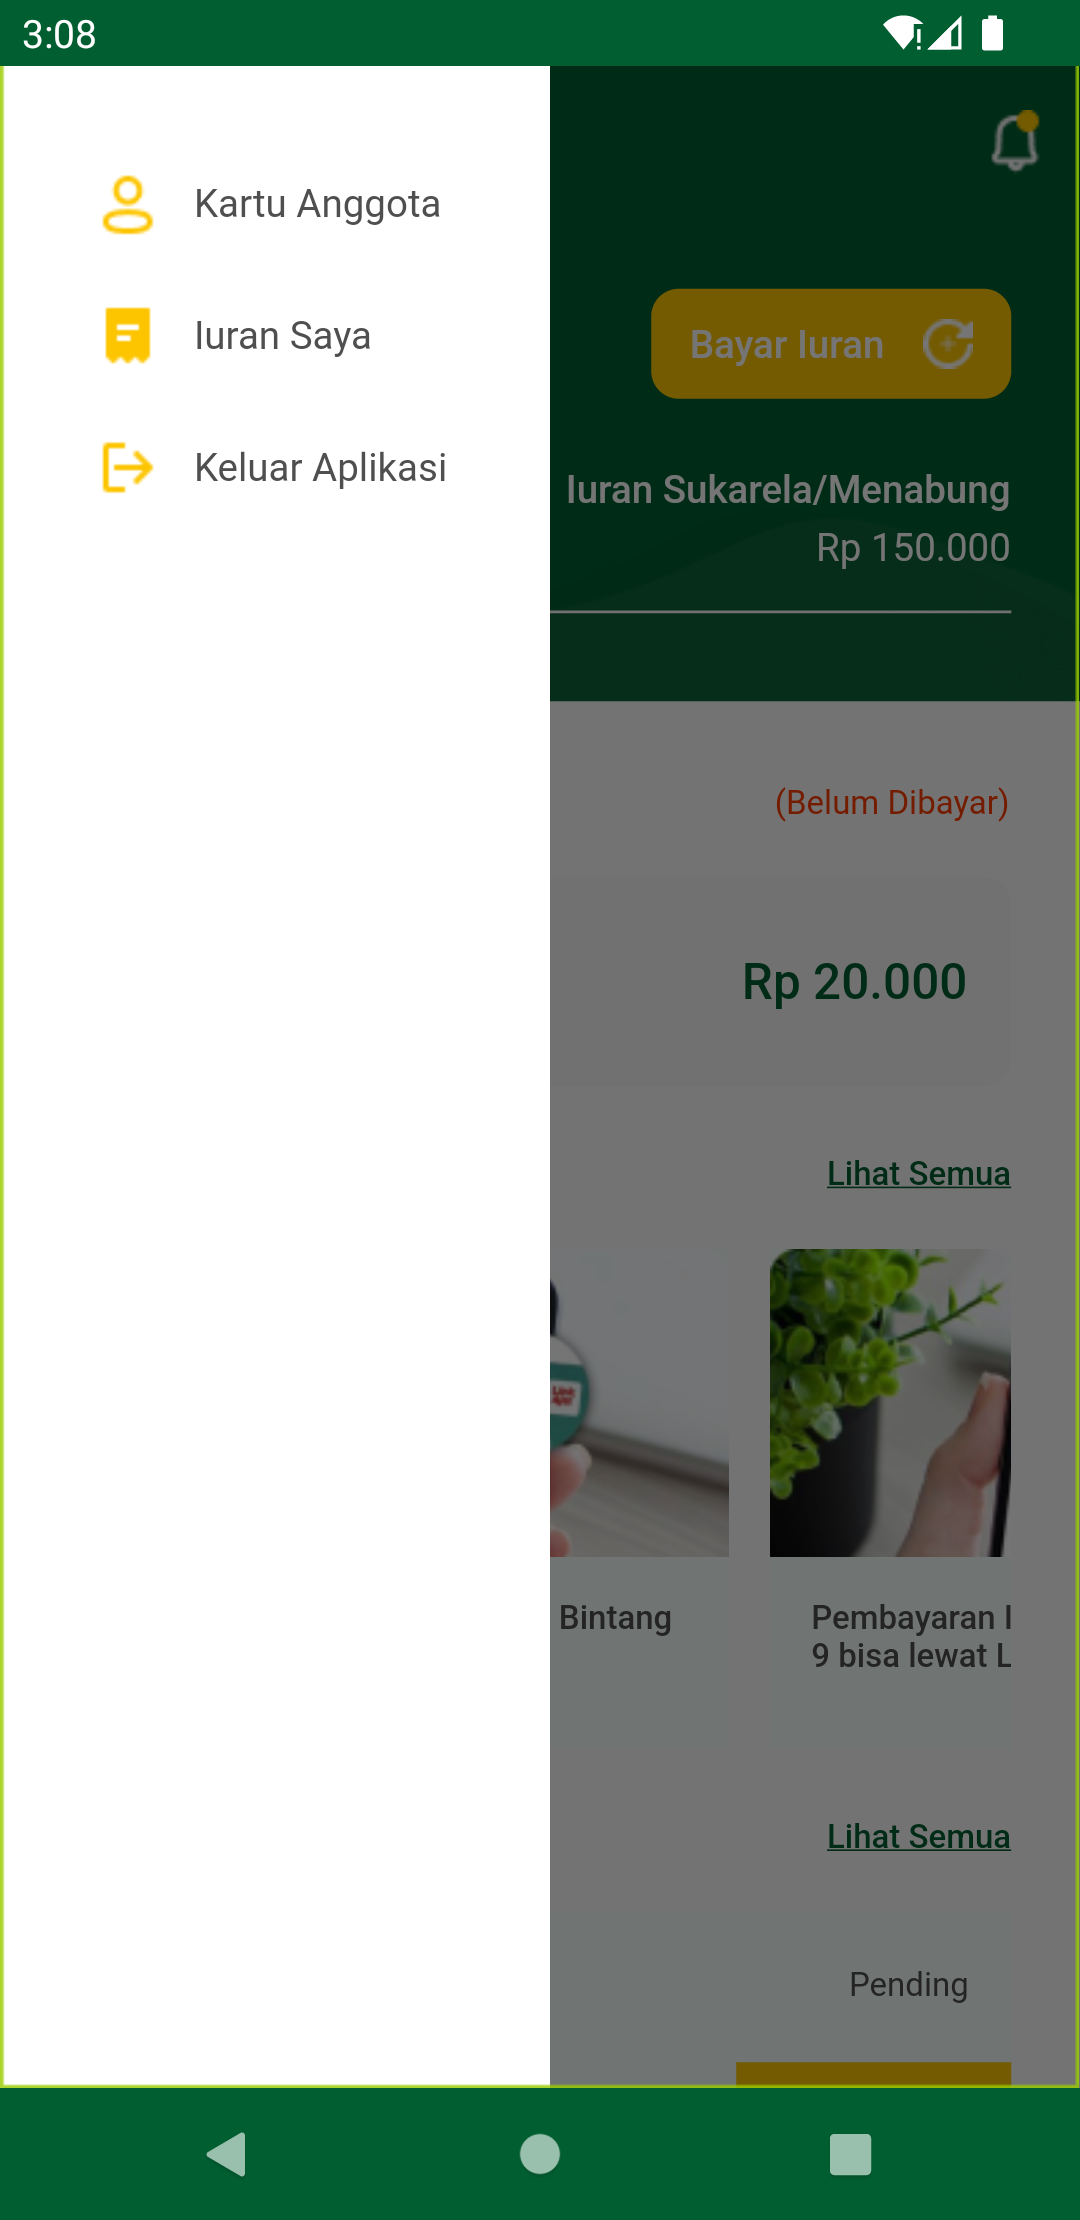 3:08
Kartu Anggota
Iuran Saya
Keluar Aplikasi
Bayar Iuran
Iuran Sukarela/Menabung
Rp 150.000
(Belum Dibayar)
Rp 20.000
Lihat Semua
Bintang
Pembayaran I
9 bisa lewat L
Lihat Semua
Pending